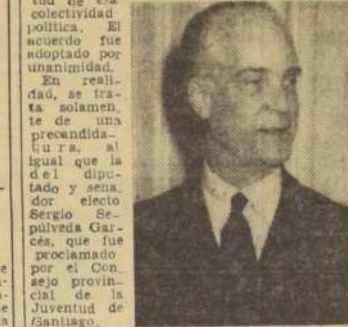 tud de esa
colectividad
política. El
acuerdo fue
adoptado por
unanimidad.
En reali-
dad, se tra-
ta solamen-
te de una
precandida-
tura, al
igual que la
del dipu-
tado y sena-
dor electo
Sergio Se-
púlveda Gar-
cés, que fue
proclamado
por el Con-
sejo provin-
cial de la
Juventud de
Santiago.